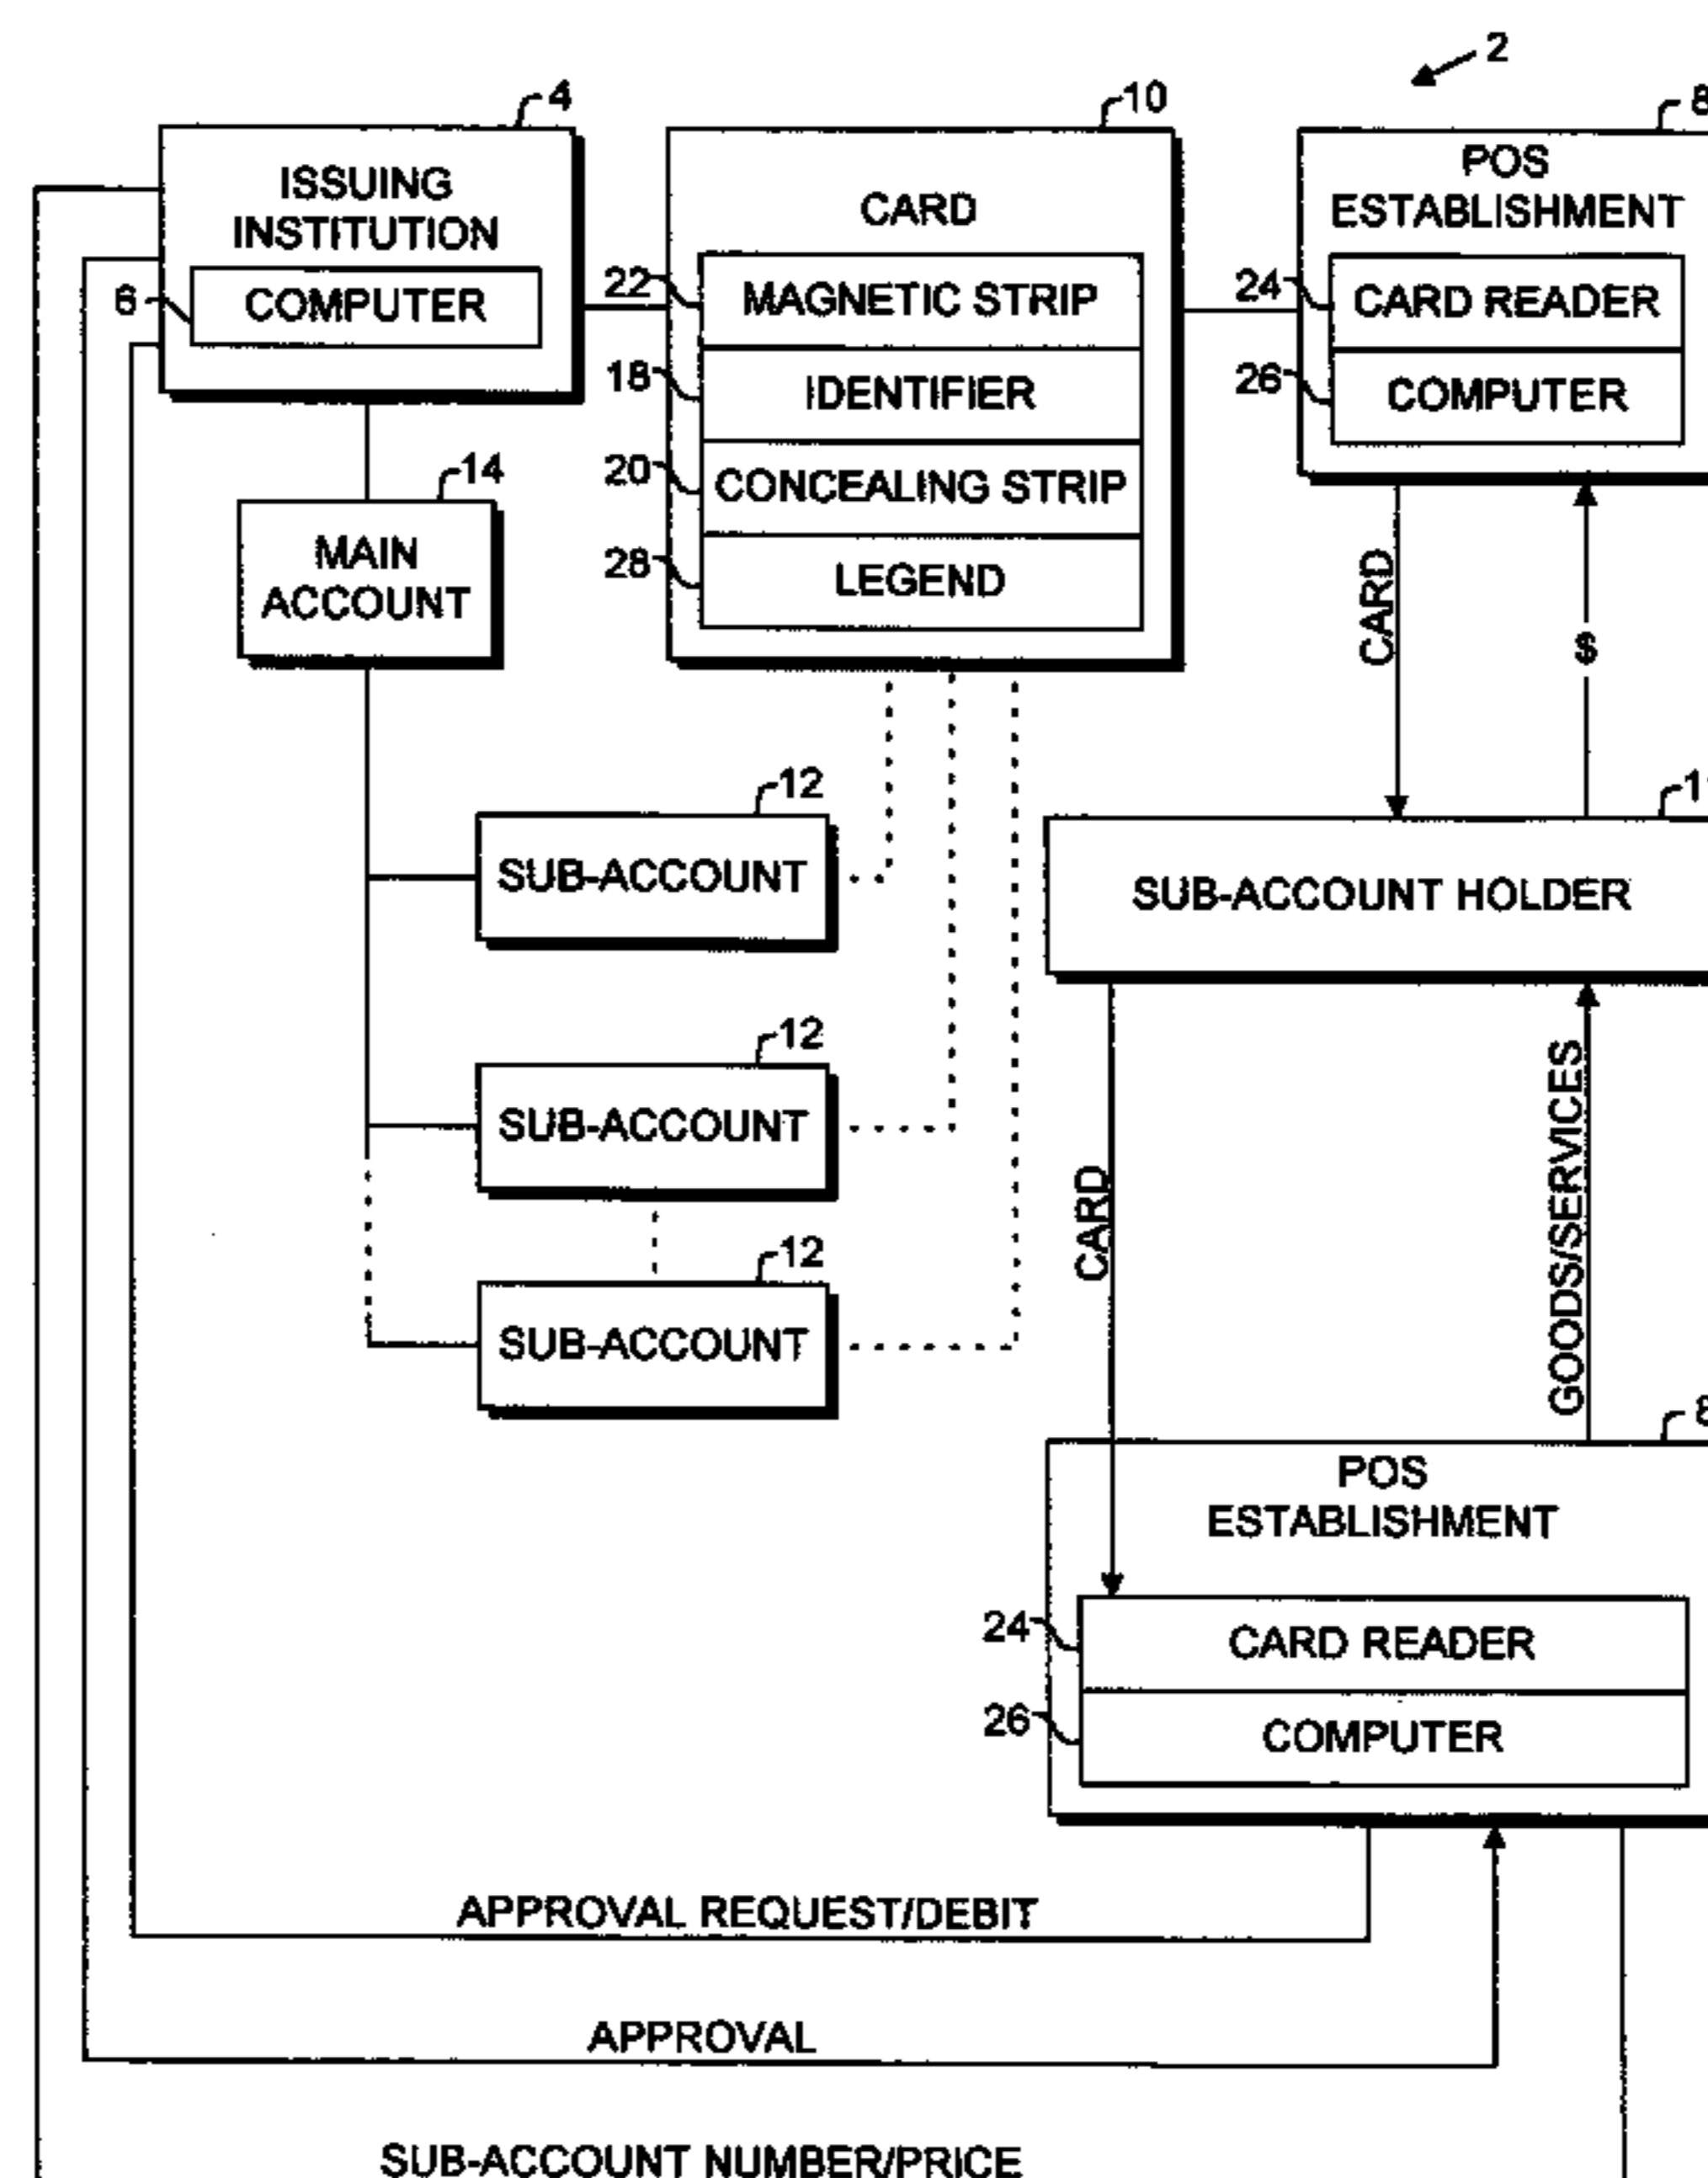 2
4
10
8
ISSUING
INSTITUTION
6
COMPUTER
CARD
22
MAGNETIC STRIP
18
IDENTIFIER
20
CONCEALING STRIP
28
LEGEND
POS
ESTABLISHMENT
24
CARD READER
26
COMPUTER
14
MAIN
ACCOUNT
CARD
$
12
SUB-ACCOUNT
SUB-ACCOUNT HOLDER
12
SUB-ACCOUNT
12
SUB-ACCOUNT
CARD
GOODS/SERVICES
8
POS
ESTABLISHMENT
24
CARD READER
26
COMPUTER
APPROVAL REQUEST/DEBIT
APPROVAL
SUB-ACCOUNT NUMBER/PRICE